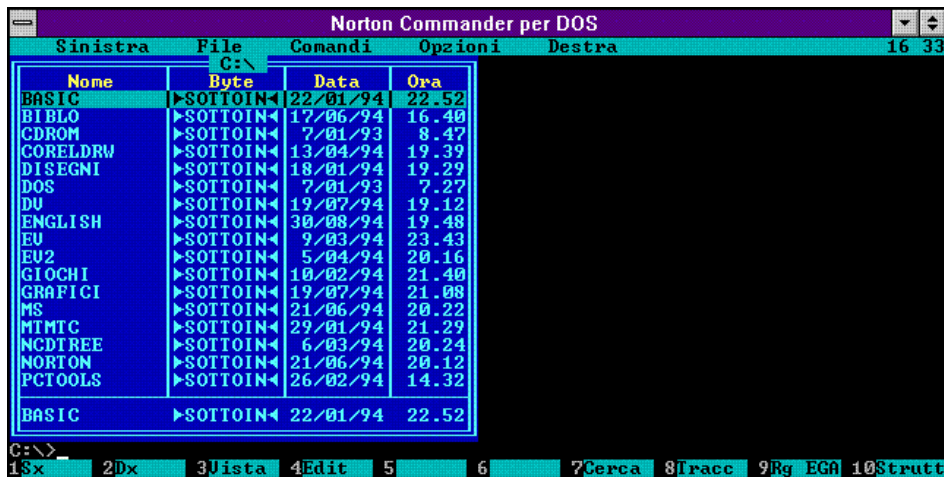 Norton Commander per DOS
Sinistra File Comandi Opzioni Destra 16 33
C:\
Nome Byte Data Ora
BASIC ►SOTTOIN◄ 22/01/94 22.52
BIBLO ►SOTTOIN◄ 17/06/94 16.40
CDROM ►SOTTOIN◄ 7/01/93 8.47
CORELDRW ►SOTTOIN◄ 13/04/94 19.39
DISEGNI ►SOTTOIN◄ 18/01/94 19.29
DOS ►SOTTOIN◄ 7/01/93 7.27
DV ►SOTTOIN◄ 19/07/94 19.12
ENGLISH ►SOTTOIN◄ 30/08/94 19.48
EV ►SOTTOIN◄ 9/03/94 23.43
EV2 ►SOTTOIN◄ 5/04/94 20.16
GIOCHI ►SOTTOIN◄ 10/02/94 21.40
GRAFICI ►SOTTOIN◄ 19/07/94 21.08
MS ►SOTTOIN◄ 21/06/94 20.22
MTMTC ►SOTTOIN◄ 29/01/94 21.29
NCDTREE ►SOTTOIN◄ 6/03/94 20.24
NORTON ►SOTTOIN◄ 21/06/94 20.12
PCTOOLS ►SOTTOIN◄ 26/02/94 14.32
BASIC ►SOTTOIN◄ 22/01/94 22.52
C:\>_
1Sx 2Dx 3Vista 4Edit 5 6 7Cerca 8Tracc 9Rg EGA 10Strutt